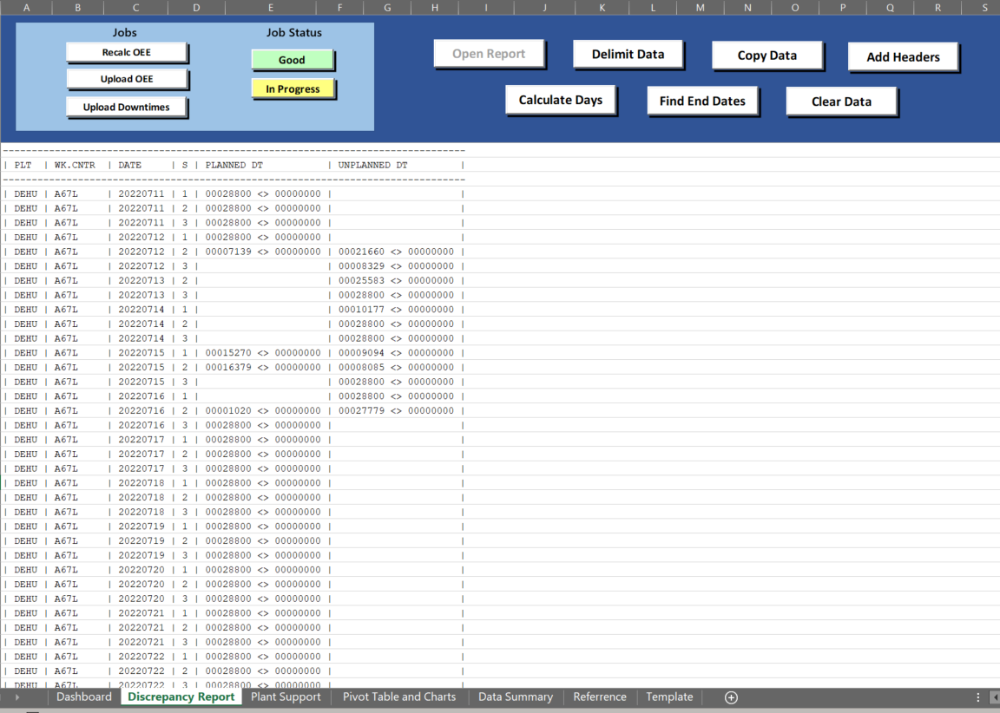 A B C D E F G H I J K L M N O P Q R S
Jobs Job Status
Recalc OEE
Upload OEE
Upload Downtimes
Good
In Progress
Open Report Delimit Data Copy Data Add Headers
Calculate Days Find End Dates Clear Data
--------------------------------------------------------------------------------
| PLT | WK.CNTR | DATE | S | PLANNED DT | UNPLANNED DT |
--------------------------------------------------------------------------------
| DEHU | A67L | 20220711 | 1 | 00028800 <> 00000000 | |
| DEHU | A67L | 20220711 | 2 | 00028800 <> 00000000 | |
| DEHU | A67L | 20220711 | 3 | 00028800 <> 00000000 | |
| DEHU | A67L | 20220712 | 1 | 00028800 <> 00000000 | |
| DEHU | A67L | 20220712 | 2 | 00007139 <> 00000000 | 00021660 <> 00000000 |
| DEHU | A67L | 20220712 | 3 | | 00008329 <> 00000000 |
| DEHU | A67L | 20220713 | 2 | | 00025583 <> 00000000 |
| DEHU | A67L | 20220713 | 3 | | 00028800 <> 00000000 |
| DEHU | A67L | 20220714 | 1 | | 00010177 <> 00000000 |
| DEHU | A67L | 20220714 | 2 | | 00028800 <> 00000000 |
| DEHU | A67L | 20220714 | 3 | | 00028800 <> 00000000 |
| DEHU | A67L | 20220715 | 1 | 00015270 <> 00000000 | 00009094 <> 00000000 |
| DEHU | A67L | 20220715 | 2 | 00016379 <> 00000000 | 00008085 <> 00000000 |
| DEHU | A67L | 20220715 | 3 | | 00028800 <> 00000000 |
| DEHU | A67L | 20220716 | 1 | | 00028800 <> 00000000 |
| DEHU | A67L | 20220716 | 2 | 00001020 <> 00000000 | 00027779 <> 00000000 |
| DEHU | A67L | 20220716 | 3 | 00028800 <> 00000000 | |
| DEHU | A67L | 20220717 | 1 | 00028800 <> 00000000 | |
| DEHU | A67L | 20220717 | 2 | 00028800 <> 00000000 | |
| DEHU | A67L | 20220717 | 3 | 00028800 <> 00000000 | |
| DEHU | A67L | 20220718 | 1 | 00028800 <> 00000000 | |
| DEHU | A67L | 20220718 | 2 | 00028800 <> 00000000 | |
| DEHU | A67L | 20220718 | 3 | 00028800 <> 00000000 | |
| DEHU | A67L | 20220719 | 1 | 00028800 <> 00000000 | |
| DEHU | A67L | 20220719 | 2 | 00028800 <> 00000000 | |
| DEHU | A67L | 20220719 | 3 | 00028800 <> 00000000 | |
| DEHU | A67L | 20220720 | 1 | 00028800 <> 00000000 | |
| DEHU | A67L | 20220720 | 2 | 00028800 <> 00000000 | |
| DEHU | A67L | 20220720 | 3 | 00028800 <> 00000000 | |
| DEHU | A67L | 20220721 | 1 | 00028800 <> 00000000 | |
| DEHU | A67L | 20220721 | 2 | 00028800 <> 00000000 | |
| DEHU | A67L | 20220721 | 3 | 00028800 <> 00000000 | |
| DEHU | A67L | 20220722 | 1 | 00028800 <> 00000000 | |
| DEHU | A67L | 20220722 | 2 | 00028800 <> 00000000 | |
| DEHU | A67L | 20220722 | 3 | 00028800 <> 00000000 | |
Dashboard Discrepancy Report Plant Support Pivot Table and Charts Data Summary Referrence Template